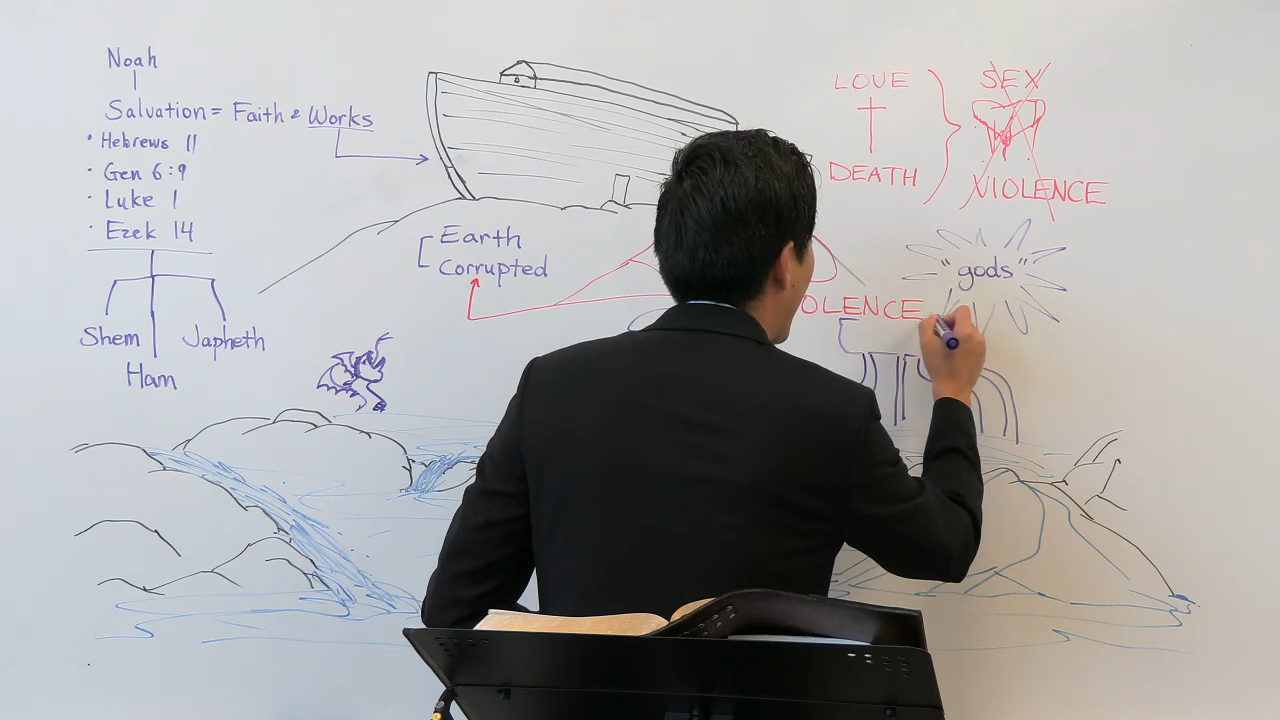 Noah
Salvation = Faith & Works
• Hebrews 11
• Gen 6:9
• Luke 1
• Ezek 14
Shem
Japheth
Ham
Earth
Corrupted
LOVE
DEATH
SEX
VIOLENCE
"gods"
OLENCE